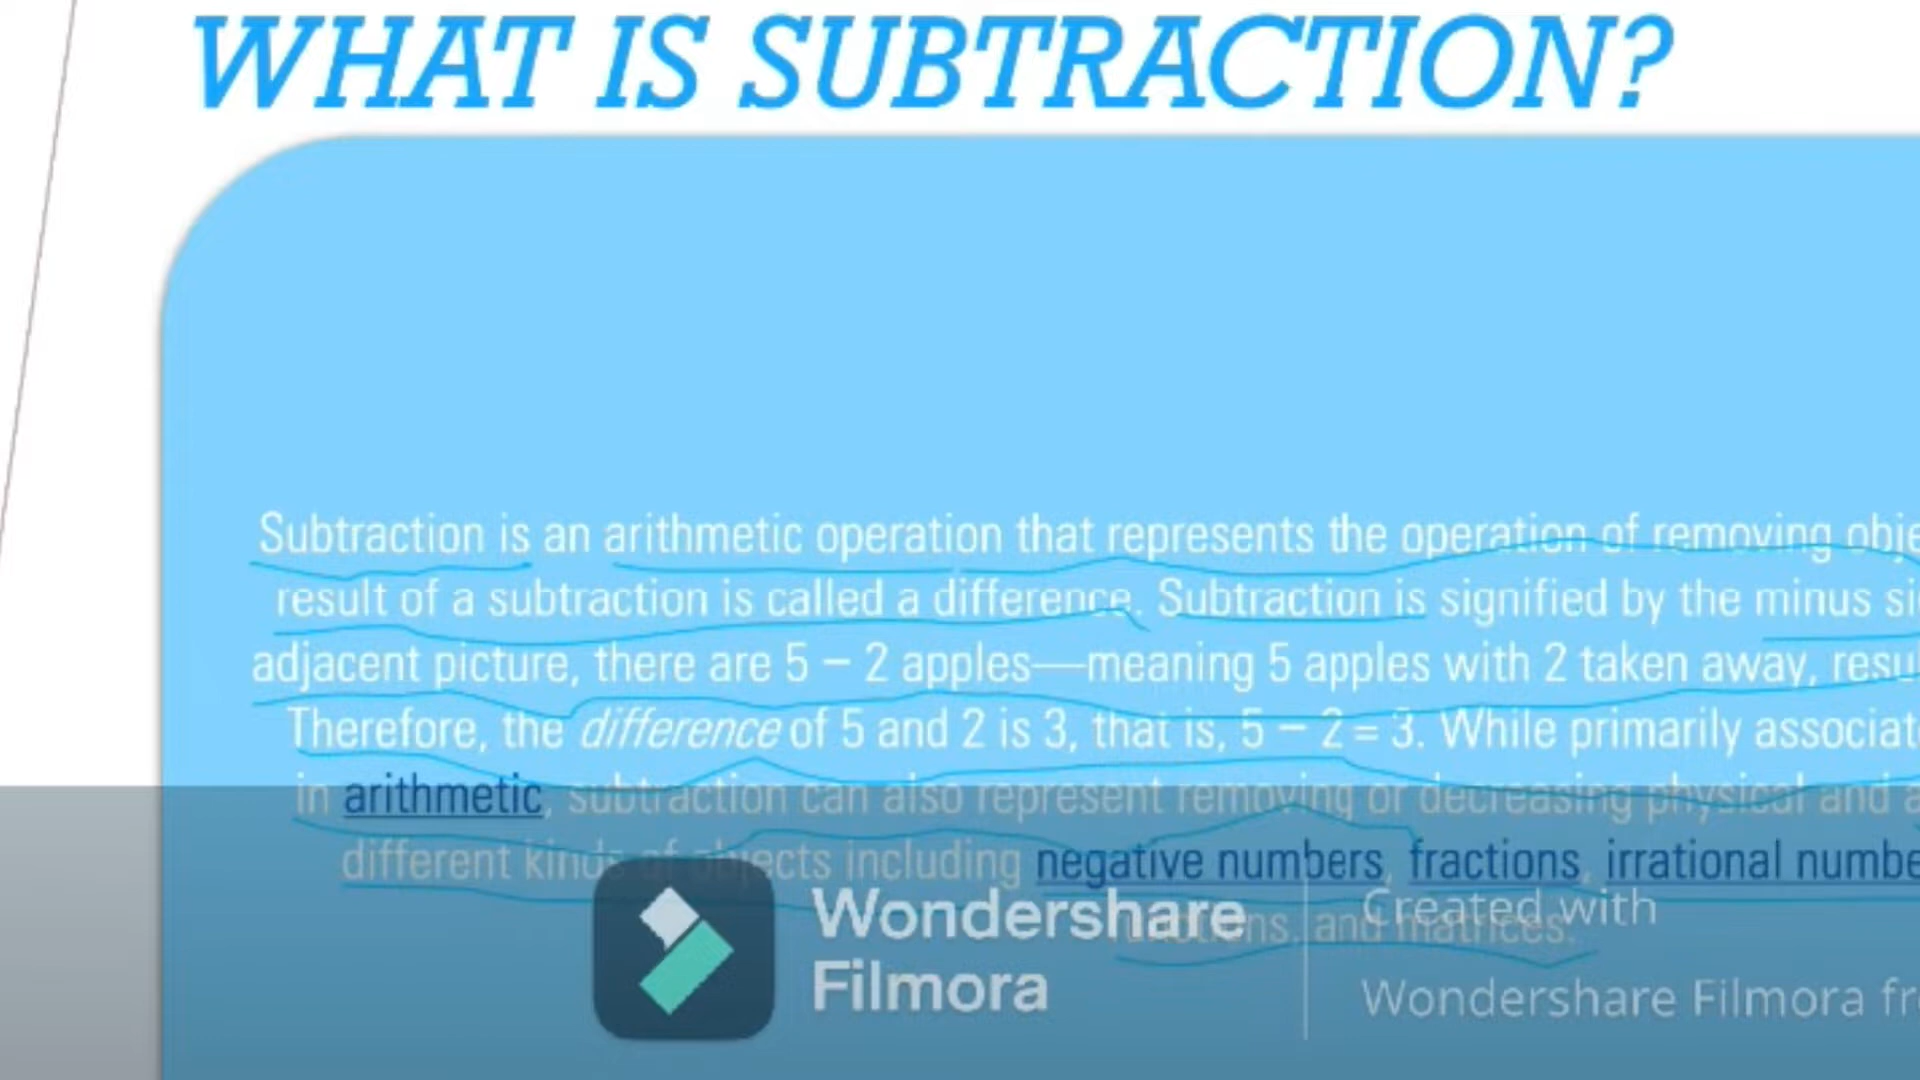 WHAT IS SUBTRACTION?
Subtraction is an arithmetic operation that represents the operation of removing obje
result of a subtraction is called a difference. Subtraction is signified by the minus si
adjacent picture, there are 5 − 2 apples—meaning 5 apples with 2 taken away, resul
Therefore, the difference of 5 and 2 is 3, that is, 5 − 2 = 3. While primarily associat
in arithmetic, subtraction can also represent removing or decreasing physical and a
different kinds of objects including negative numbers, fractions, irrational numbe
and matrices.
Wondershare
Filmora
Created with
Wondershare Filmora fr